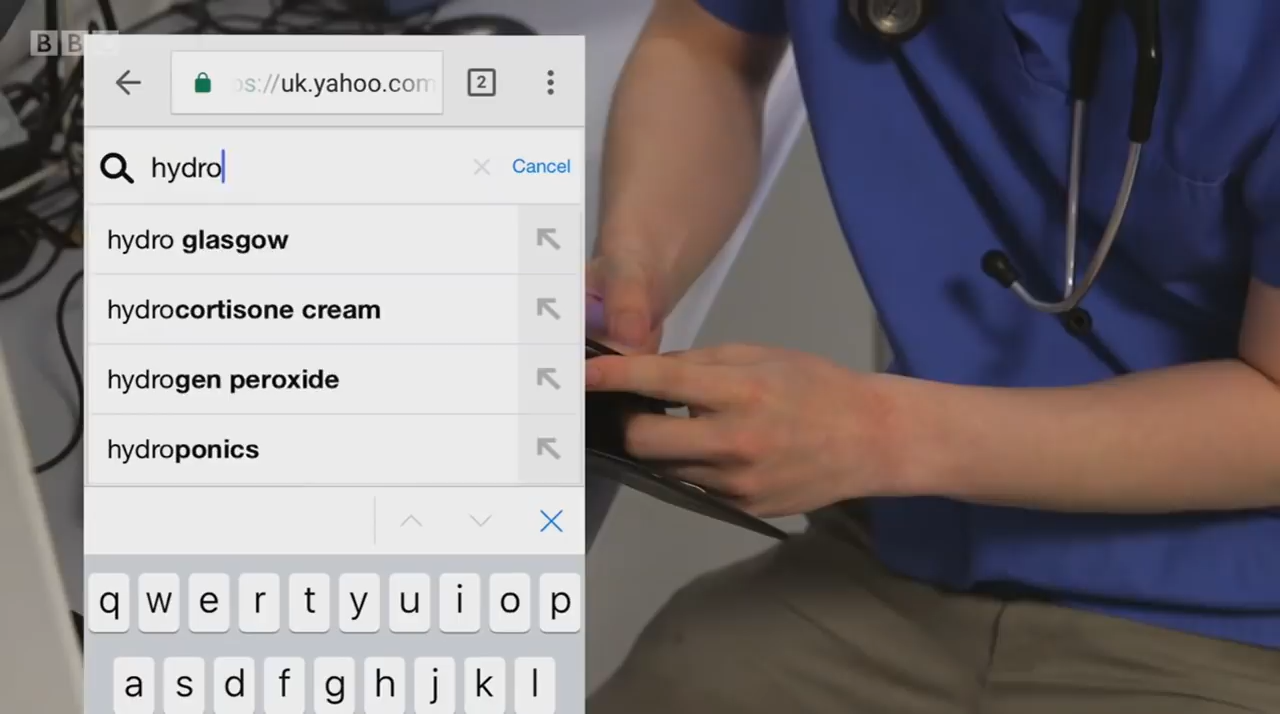 BBC
ps://uk.yahoo.com
2
hydro
Cancel
hydro glasgow
hydrocortisone cream
hydrogen peroxide
hydroponics
q w e r t y u i o p
a s d f g h j k l